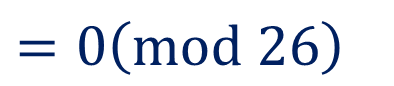 = 0(mod 26)